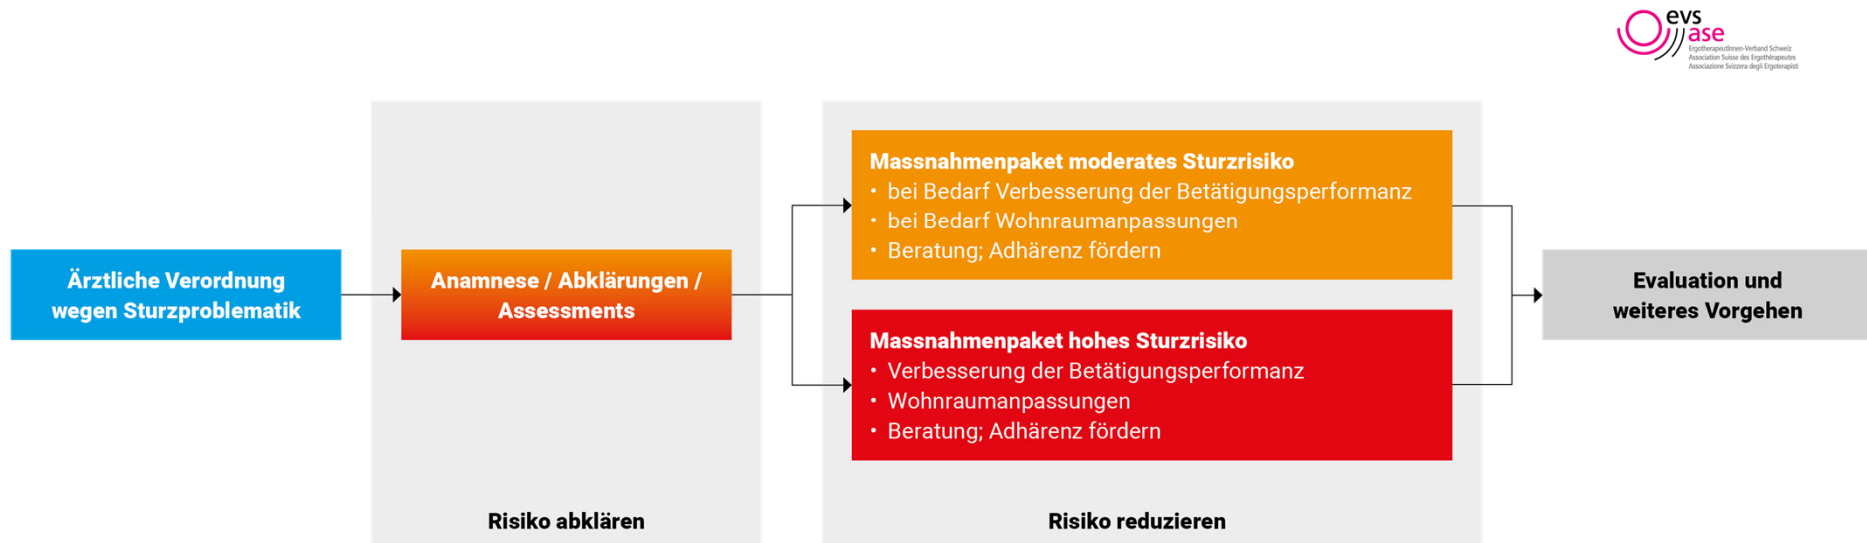 evs
ase
ErgotherapeutInnen-Verband Schweiz
Association Suisse des Ergothérapeutes
Associazione Svizzera degli Ergoterapisti
Ärztliche Verordnung
wegen Sturzproblematik
Anamnese / Abklärungen /
Assessments
Risiko abklären
Massnahmenpaket moderates Sturzrisiko
• bei Bedarf Verbesserung der Betätigungsperformanz
• bei Bedarf Wohnraumanpassungen
• Beratung; Adhärenz fördern
Massnahmenpaket hohes Sturzrisiko
• Verbesserung der Betätigungsperformanz
• Wohnraumanpassungen
• Beratung; Adhärenz fördern
Risiko reduzieren
Evaluation und
weiteres Vorgehen